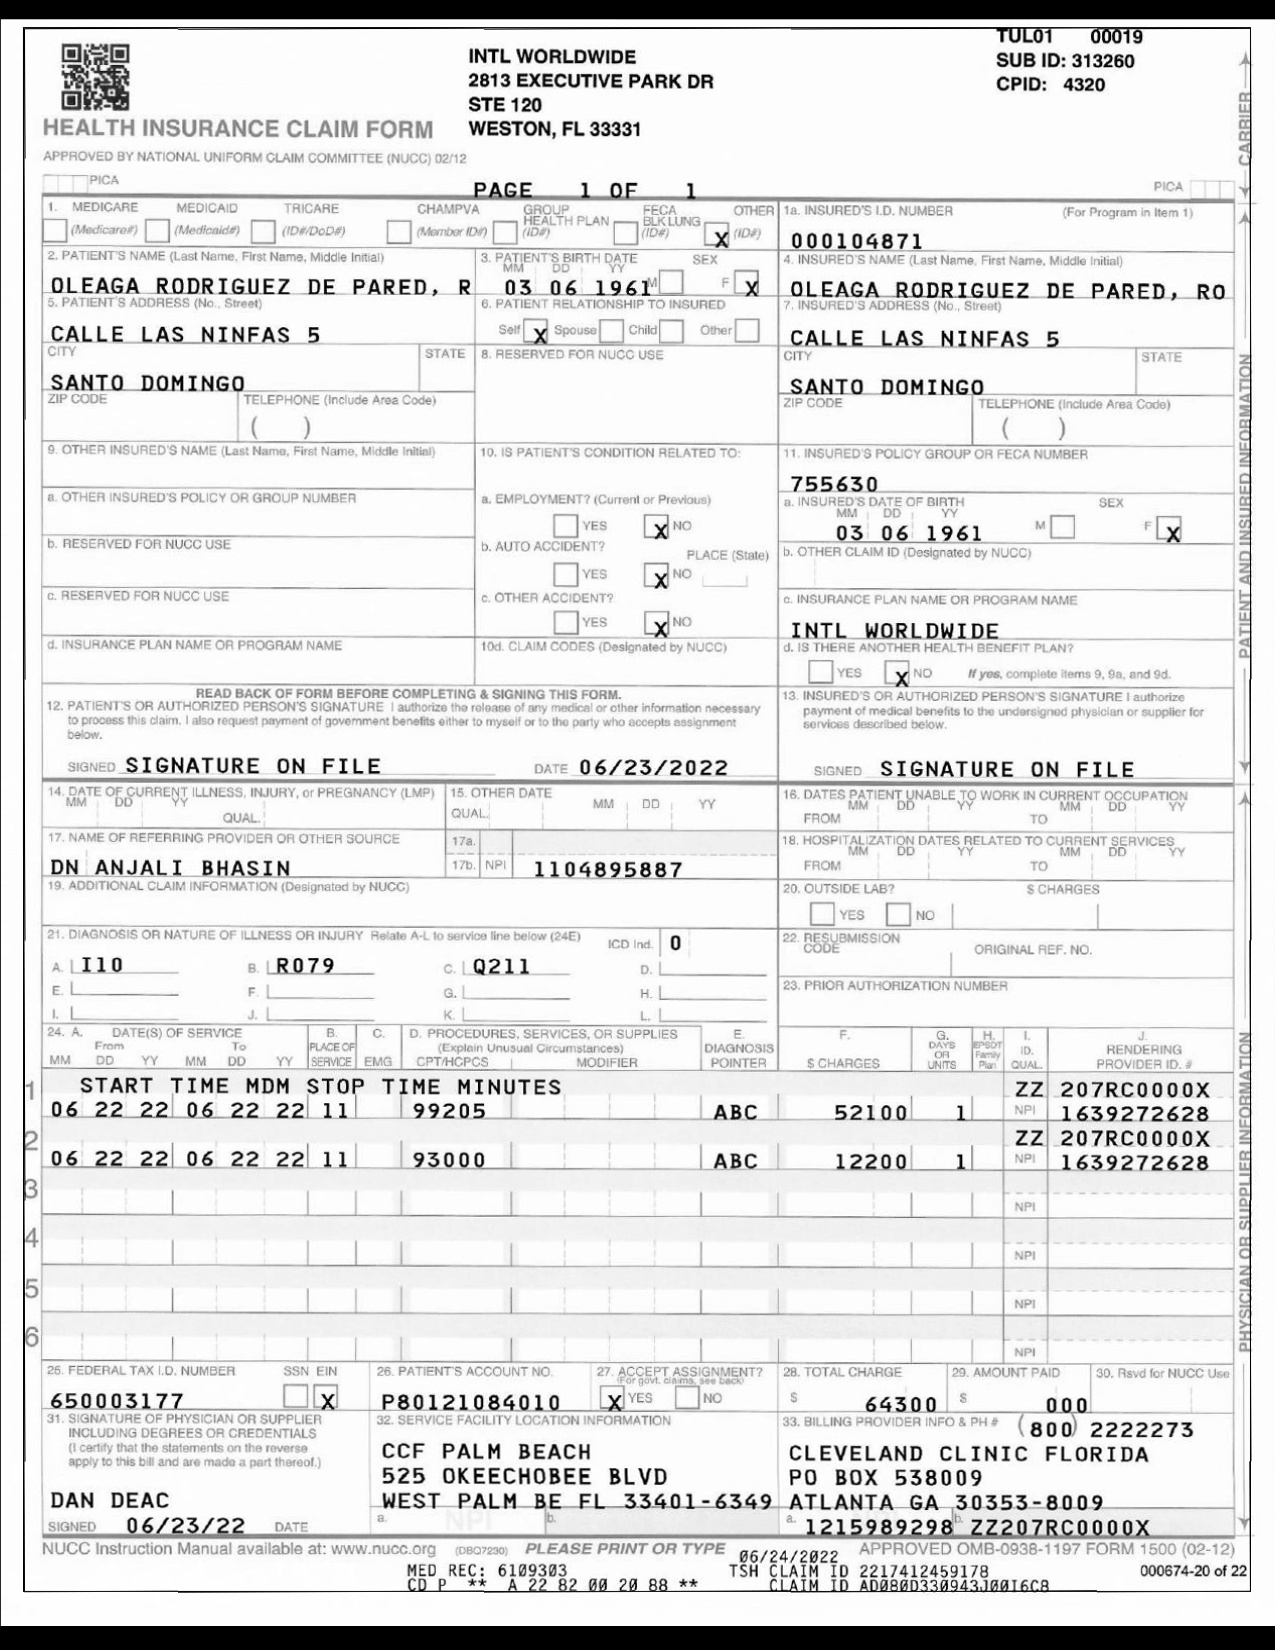 TUL01 00019
INTL WORLDWIDE
SUB ID: 313260
2813 EXECUTIVE PARK DR
CPID: 4320
STE 120
HEALTH INSURANCE CLAIM FORM
WESTON, FL 33331
APPROVED BY NATIONAL UNIFORM CLAIM COMMITTEE (NUCC) 02/12
CARRIER
PICA
PAGE 1 OF 1
PICA
1. MEDICARE MEDICAID TRICARE CHAMPVA GROUP HEALTH PLAN FECA BLK LUNG OTHER
(Medicare#) (Medicaid#) (ID#/DoD#) (Member ID#) (ID#) (ID#) X (ID#)
1a. INSURED'S I.D. NUMBER (For Program in Item 1)
000104871
2. PATIENT'S NAME (Last Name, First Name, Middle Initial)
OLEAGA RODRIGUEZ DE PARED, R
3. PATIENT'S BIRTH DATE SEX
MM DD YY
03 06 1961 M F X
4. INSURED'S NAME (Last Name, First Name, Middle Initial)
OLEAGA RODRIGUEZ DE PARED, RO
5. PATIENT'S ADDRESS (No., Street)
CALLE LAS NINFAS 5
6. PATIENT RELATIONSHIP TO INSURED
Self X Spouse Child Other
7. INSURED'S ADDRESS (No., Street)
CALLE LAS NINFAS 5
CITY STATE
SANTO DOMINGO
8. RESERVED FOR NUCC USE
CITY STATE
SANTO DOMINGO
ZIP CODE TELEPHONE (Include Area Code)
( )
ZIP CODE TELEPHONE (Include Area Code)
( )
9. OTHER INSURED'S NAME (Last Name, First Name, Middle Initial)
10. IS PATIENT'S CONDITION RELATED TO:
11. INSURED'S POLICY GROUP OR FECA NUMBER
755630
a. OTHER INSURED'S POLICY OR GROUP NUMBER
a. EMPLOYMENT? (Current or Previous)
YES X NO
a. INSURED'S DATE OF BIRTH SEX
MM DD YY
03 06 1961 M F X
b. RESERVED FOR NUCC USE
b. AUTO ACCIDENT? PLACE (State)
YES X NO
b. OTHER CLAIM ID (Designated by NUCC)
c. RESERVED FOR NUCC USE
c. OTHER ACCIDENT?
YES X NO
c. INSURANCE PLAN NAME OR PROGRAM NAME
INTL WORLDWIDE
d. INSURANCE PLAN NAME OR PROGRAM NAME
10d. CLAIM CODES (Designated by NUCC)
d. IS THERE ANOTHER HEALTH BENEFIT PLAN?
YES X NO If yes, complete items 9, 9a, and 9d.
READ BACK OF FORM BEFORE COMPLETING & SIGNING THIS FORM.
12. PATIENT'S OR AUTHORIZED PERSON'S SIGNATURE I authorize the release of any medical or other information necessary
to process this claim. I also request payment of government benefits either to myself or to the party who accepts assignment
below.
SIGNED SIGNATURE ON FILE DATE 06/23/2022
13. INSURED'S OR AUTHORIZED PERSON'S SIGNATURE I authorize
payment of medical benefits to the undersigned physician or supplier for
services described below.
SIGNED SIGNATURE ON FILE
PATIENT AND INSURED INFORMATION
14. DATE OF CURRENT ILLNESS, INJURY, or PREGNANCY (LMP)
MM DD YY
QUAL.
15. OTHER DATE
QUAL. MM DD YY
16. DATES PATIENT UNABLE TO WORK IN CURRENT OCCUPATION
MM DD YY MM DD YY
FROM TO
17. NAME OF REFERRING PROVIDER OR OTHER SOURCE
DN ANJALI BHASIN
17a.
17b. NPI 1104895887
18. HOSPITALIZATION DATES RELATED TO CURRENT SERVICES
MM DD YY MM DD YY
FROM TO
19. ADDITIONAL CLAIM INFORMATION (Designated by NUCC)
20. OUTSIDE LAB? $ CHARGES
YES NO
21. DIAGNOSIS OR NATURE OF ILLNESS OR INJURY Relate A-L to service line below (24E) ICD Ind. 0
A. I10 B. R079 C. Q211 D.
E. F. G. H.
I. J. K. L.
22. RESUBMISSION CODE ORIGINAL REF. NO.
23. PRIOR AUTHORIZATION NUMBER
24. A. DATE(S) OF SERVICE B. C. D. PROCEDURES, SERVICES, OR SUPPLIES E. F. G. H. I. J.
From To PLACE OF (Explain Unusual Circumstances) DIAGNOSIS DAYS OR UNITS EPSDT Family Plan ID. RENDERING
MM DD YY MM DD YY SERVICE EMG CPT/HCPCS MODIFIER POINTER $ CHARGES QUAL. PROVIDER ID. #
1 START TIME MDM STOP TIME MINUTES ZZ 207RC0000X
06 22 22 06 22 22 11 99205 ABC 52100 1 NPI 1639272628
2 ZZ 207RC0000X
06 22 22 06 22 22 11 93000 ABC 12200 1 NPI 1639272628
3
NPI
4
NPI
5
NPI
6
NPI
PHYSICIAN OR SUPPLIER INFORMATION
25. FEDERAL TAX I.D. NUMBER SSN EIN
650003177 X
26. PATIENT'S ACCOUNT NO.
P80121084010
27. ACCEPT ASSIGNMENT?
(For govt. claims, see back)
X YES NO
28. TOTAL CHARGE
$ 64300
29. AMOUNT PAID
$ 000
30. Rsvd for NUCC Use
31. SIGNATURE OF PHYSICIAN OR SUPPLIER
INCLUDING DEGREES OR CREDENTIALS
(I certify that the statements on the reverse
apply to this bill and are made a part thereof.)
DAN DEAC
SIGNED 06/23/22 DATE
32. SERVICE FACILITY LOCATION INFORMATION
CCF PALM BEACH
525 OKEECHOBEE BLVD
WEST PALM BE FL 33401-6349
a. NPI b.
33. BILLING PROVIDER INFO & PH # (800) 2222273
CLEVELAND CLINIC FLORIDA
PO BOX 538009
ATLANTA GA 30353-8009
a. 1215989298 b. ZZ207RC0000X
NUCC Instruction Manual available at: www.nucc.org (DBQ7230) PLEASE PRINT OR TYPE 06/24/2022 APPROVED OMB-0938-1197 FORM 1500 (02-12)
MED REC: 6109303 TSH CLAIM ID 2217412459178 000674-20 of 22
CD P ** A 22 82 00 20 88 ** CLAIM ID AD080D330943J00I6C8